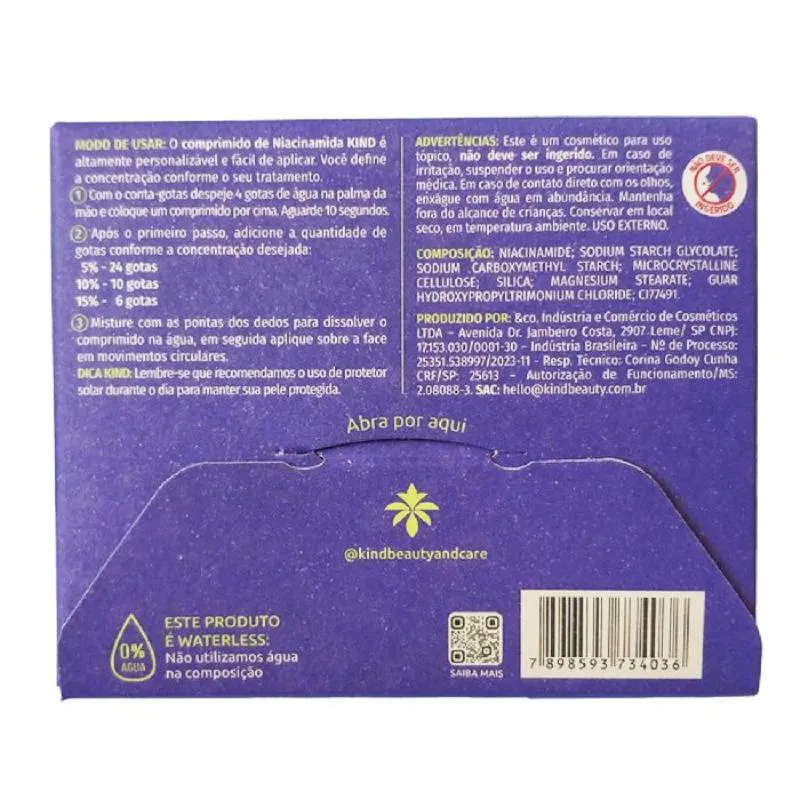 MODO DE USAR: O comprimido de Niacinamida KIND é
altamente personalizável e fácil de aplicar. Você define
a concentração conforme o seu tratamento.
1 Com o conta-gotas despeje 4 gotas de água na palma da
mão e coloque um comprimido por cima. Aguarde 10 segundos.
2 Após o primeiro passo, adicione a quantidade de
gotas conforme a concentração desejada:
5% - 24 gotas
10% - 10 gotas
15% - 6 gotas
3 Misture com as pontas dos dedos para dissolver o
comprimido na água, em seguida aplique sobre a face
em movimentos circulares.
DICA KIND: Lembre-se que recomendamos o uso de protetor
solar durante o dia para manter sua pele protegida.
ADVERTÊNCIAS: Este é um cosmético para uso
tópico, não deve ser ingerido. Em caso de
irritação, suspender o uso e procurar orientação
médica. Em caso de contato direto com os olhos,
enxágue com água em abundância. Mantenha
fora do alcance de crianças. Conservar em local
seco, em temperatura ambiente. USO EXTERNO.
NÃO DEVE SER
INGERIDO
COMPOSIÇÃO: NIACINAMIDE; SODIUM STARCH GLYCOLATE;
SODIUM CARBOXYMETHYL STARCH; MICROCRYSTALLINE
CELLULOSE; SILICA; MAGNESIUM STEARATE; GUAR
HYDROXYPROPYLTRIMONIUM CHLORIDE; CI77491.
PRODUZIDO POR: &co. Indústria e Comércio de Cosméticos
LTDA – Avenida Dr. Jambeiro Costa, 2907. Leme/ SP CNPJ:
17.153.030/0001-30 - Indústria Brasileira - Nº de Processo:
25351.538997/2023-11 - Resp. Técnico: Corina Godoy Cunha
CRF/SP: 25613 - Autorização de Funcionamento/MS:
2.08088-3. SAC: hello@kindbeauty.com.br
Abra por aqui
@kindbeautyandcare
0%
ÁGUA
ESTE PRODUTO
É WATERLESS:
Não utilizamos água
na composição
SAIBA MAIS
7 898593 734036